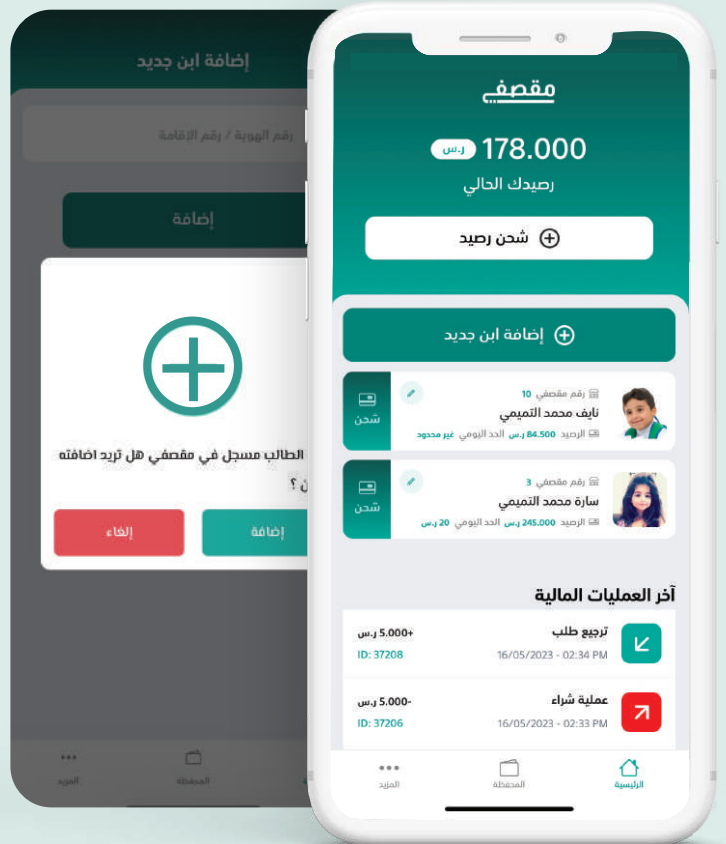 مقصفي
178.000 ر.س
رصيدك الحالي
شحن رصيد
إضافة ابن جديد
رقم مقصفي 10
نايف محمد التميمي
الرصيد 84.500 ر.س الحد اليومي غير محدود
شحن
رقم مقصفي 3
سارة محمد التميمي
الرصيد 245.000 ر.س الحد اليومي 20 ر.س
شحن
آخر العمليات المالية
ترجيع طلب
+5.000 ر.س
16/05/2023 - 02:34 PM
ID: 37208
عملية شراء
-5.000 ر.س
16/05/2023 - 02:33 PM
ID: 37206
الرئيسية
المحفظة
المزيد
إضافة ابن جديد
رقم الهوية / رقم الإقامة
إضافة
الطالب مسجل في مقصفي هل تريد اضافته
؟
إضافة
إلغاء
المحفظة
المزيد